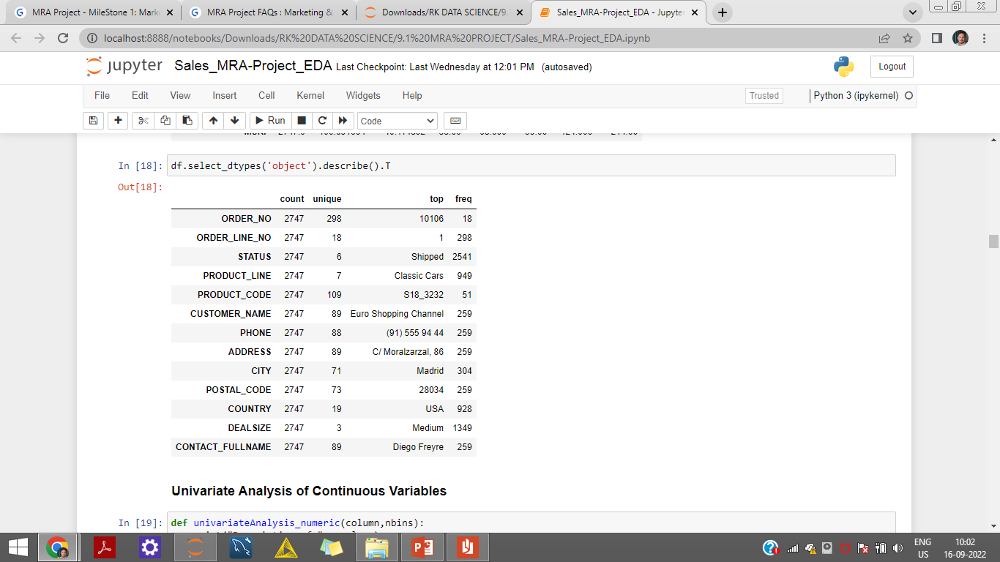 MRA Project - MileStone 1: Mark
MRA Project FAQs : Marketing &
Downloads/RK DATA SCIENCE/9.
Sales_MRA-Project_EDA - Jupyter
localhost:8888/notebooks/Downloads/RK%20DATA%20SCIENCE/9.1%20MRA%20PROJECT/Sales_MRA-Project_EDA.ipynb
jupyter Sales_MRA-Project_EDA Last Checkpoint: Last Wednesday at 12:01 PM (autosaved)
Logout
File Edit View Insert Cell Kernel Widgets Help
Trusted
Python 3 (ipykernel)
Run
Code
In [18]: df.select_dtypes('object').describe().T
Out[18]:
count unique top freq
ORDER_NO 2747 298 10106 18
ORDER_LINE_NO 2747 18 1 298
STATUS 2747 6 Shipped 2541
PRODUCT_LINE 2747 7 Classic Cars 949
PRODUCT_CODE 2747 109 S18_3232 51
CUSTOMER_NAME 2747 89 Euro Shopping Channel 259
PHONE 2747 88 (91) 555 94 44 259
ADDRESS 2747 89 C/ Moralzarzal, 86 259
CITY 2747 71 Madrid 304
POSTAL_CODE 2747 73 28034 259
COUNTRY 2747 19 USA 928
DEALSIZE 2747 3 Medium 1349
CONTACT_FULLNAME 2747 89 Diego Freyre 259
Univariate Analysis of Continuous Variables
In [19]: def univariateAnalysis_numeric(column,nbins):
ENG
US
10:02
16-09-2022